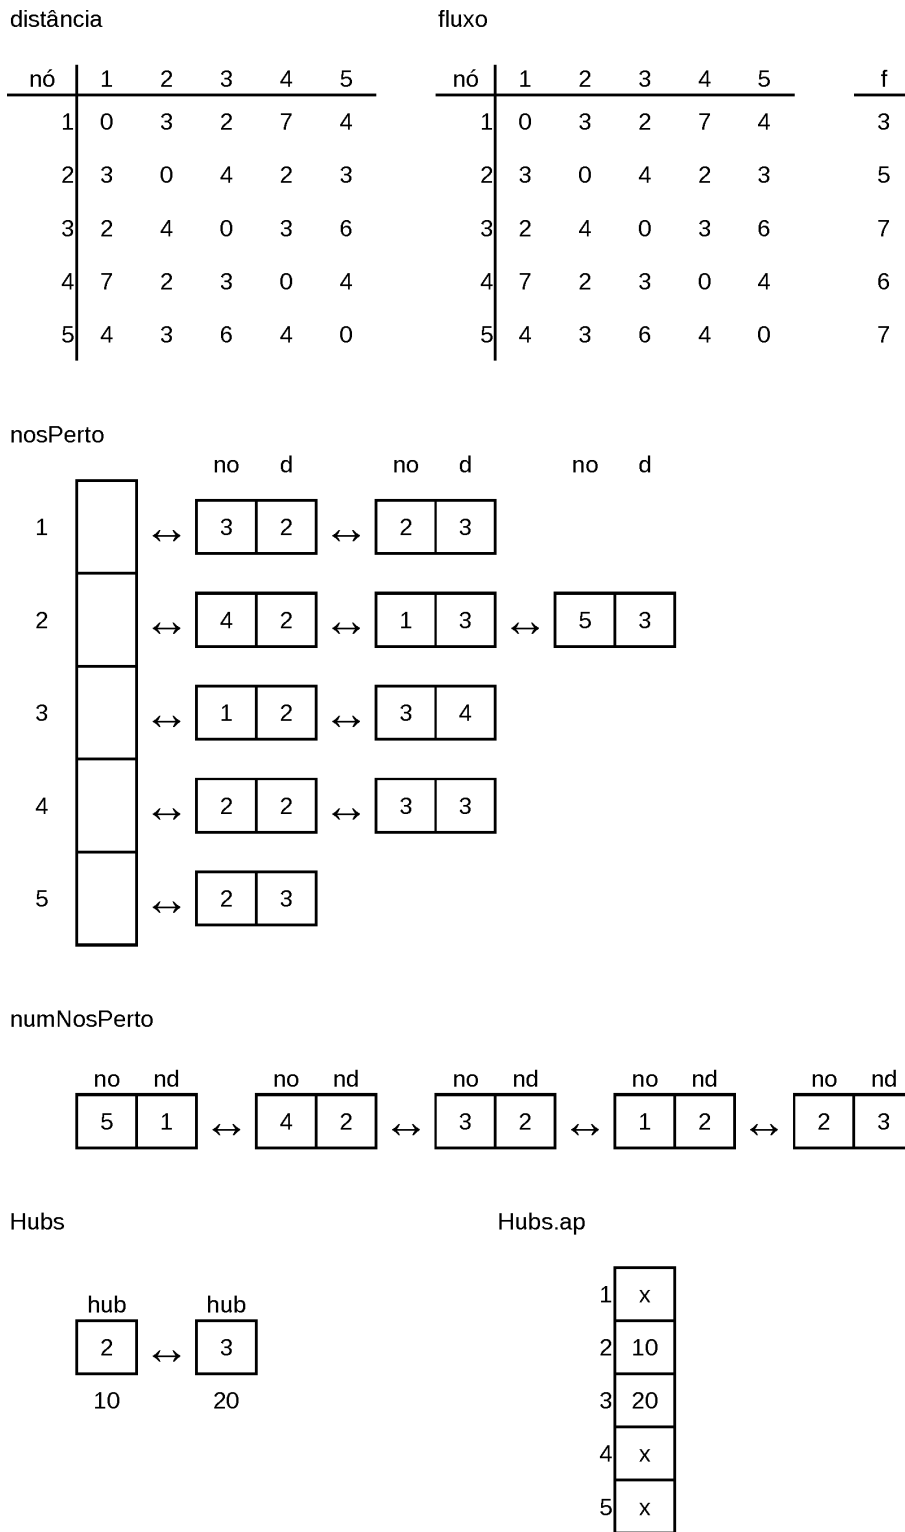 distância fluxo
nó 1 2 3 4 5 nó 1 2 3 4 5 f
1 0 3 2 7 4 1 0 3 2 7 4 3
2 3 0 4 2 3 2 3 0 4 2 3 5
3 2 4 0 3 6 3 2 4 0 3 6 7
4 7 2 3 0 4 4 7 2 3 0 4 6
5 4 3 6 4 0 5 4 3 6 4 0 7
nosPerto
no d no d no d
1 ↔ 3 2 ↔ 2 3
2 ↔ 4 2 ↔ 1 3 ↔ 5 3
3 ↔ 1 2 ↔ 3 4
4 ↔ 2 2 ↔ 3 3
5 ↔ 2 3
numNosPerto
no nd no nd no nd no nd no nd
5 1 ↔ 4 2 ↔ 3 2 ↔ 1 2 ↔ 2 3
Hubs Hubs.ap
hub hub
2 ↔ 3
10 20
1 x
2 10
3 20
4 x
5 x